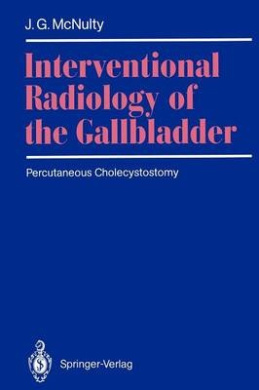 J. G. McNulty
Interventional
Radiology of
the Gallbladder
Percutaneous Cholecystostomy
Springer-Verlag